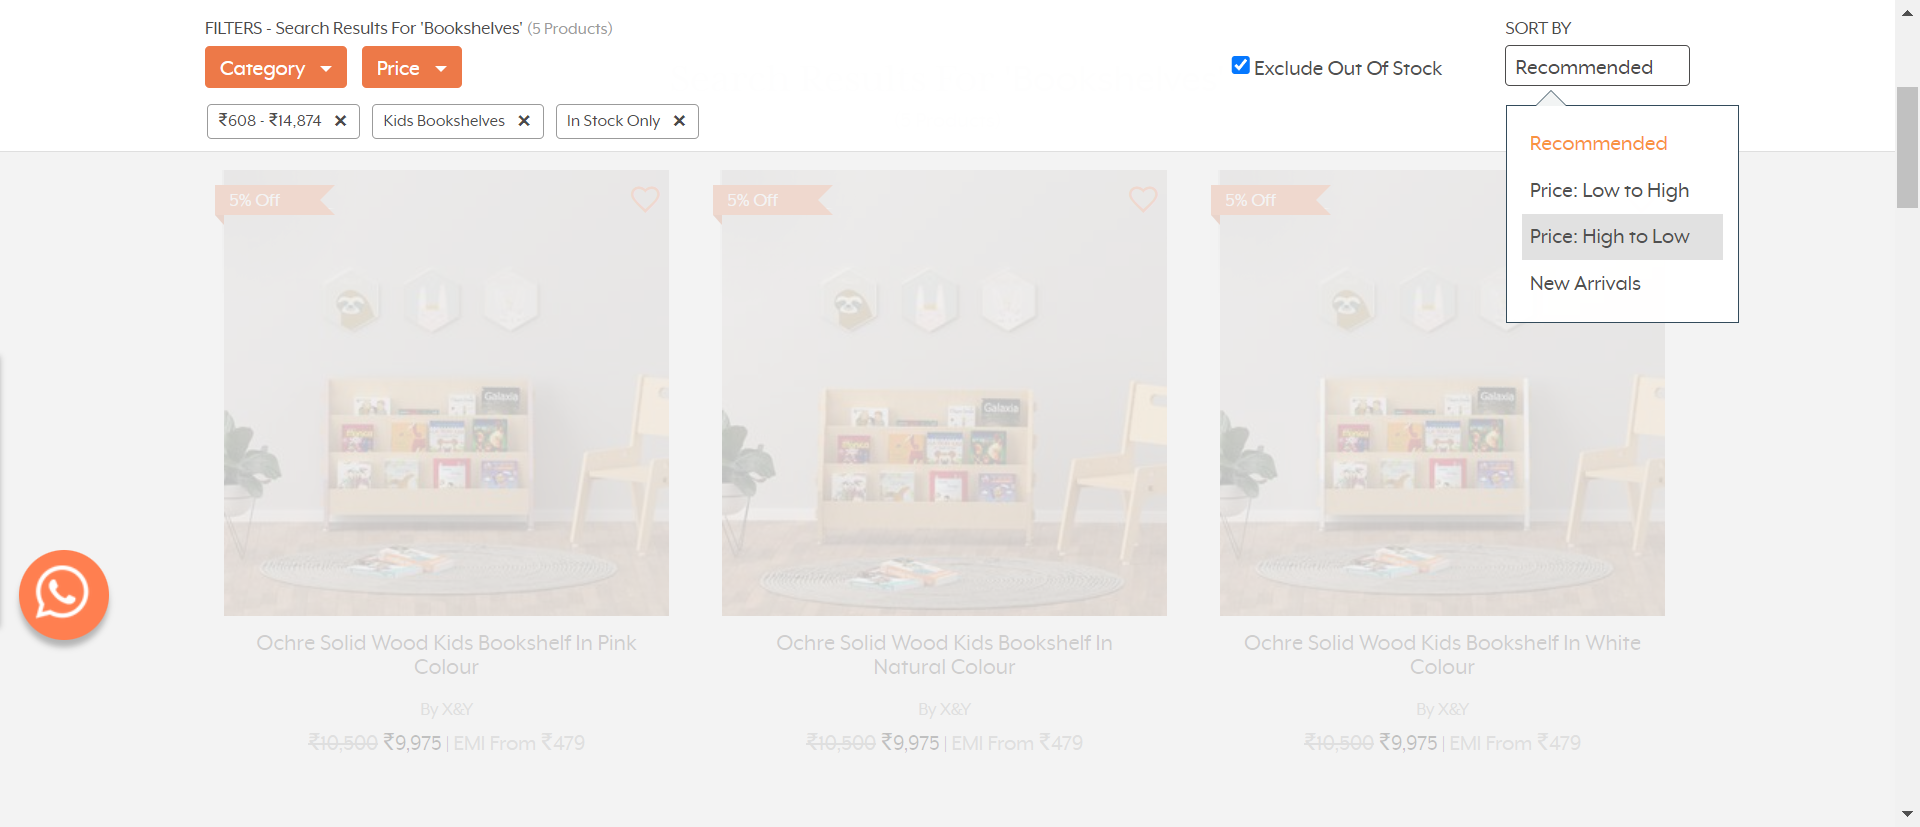 FILTERS - Search Results For 'Bookshelves' (5 Products)
SORT BY
Category
Price
Exclude Out Of Stock
Recommended
₹608 - ₹14,874 ✕
Kids Bookshelves ✕
In Stock Only ✕
Recommended
Price: Low to High
Price: High to Low
New Arrivals
5% Off
5% Off
5% Off
Galaxia
Galaxia
Ochre Solid Wood Kids Bookshelf In Pink
Colour
By X&Y
₹10,500 ₹9,975 | EMI From ₹479
Ochre Solid Wood Kids Bookshelf In
Natural Colour
By X&Y
₹10,500 ₹9,975 | EMI From ₹479
Ochre Solid Wood Kids Bookshelf In White
Colour
By X&Y
₹10,500 ₹9,975 | EMI From ₹479